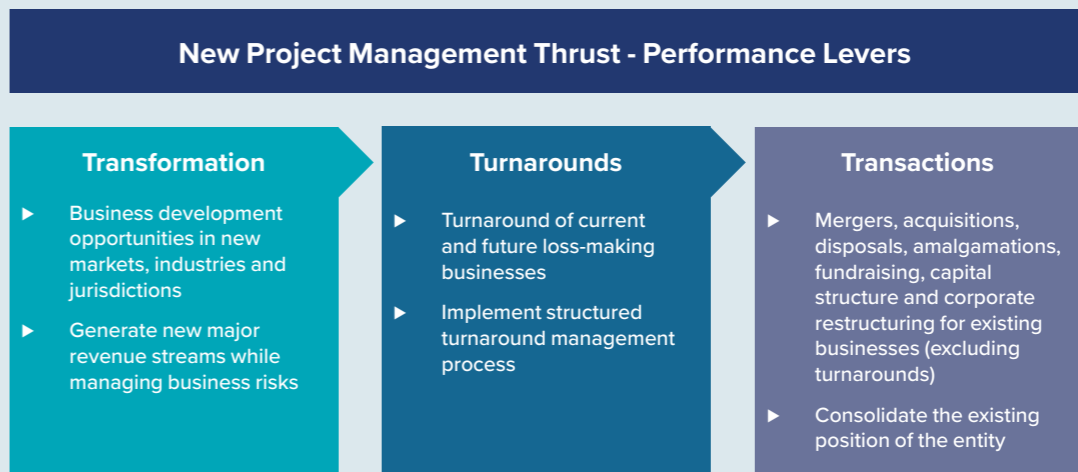 New Project Management Thrust - Performance Levers
Transformation
► Business development
opportunities in new
markets, industries and
jurisdictions
► Generate new major
revenue streams while
managing business risks
Turnarounds
► Turnaround of current
and future loss-making
businesses
► Implement structured
turnaround management
process
Transactions
► Mergers, acquisitions,
disposals, amalgamations,
fundraising, capital
structure and corporate
restructuring for existing
businesses (excluding
turnarounds)
► Consolidate the existing
position of the entity